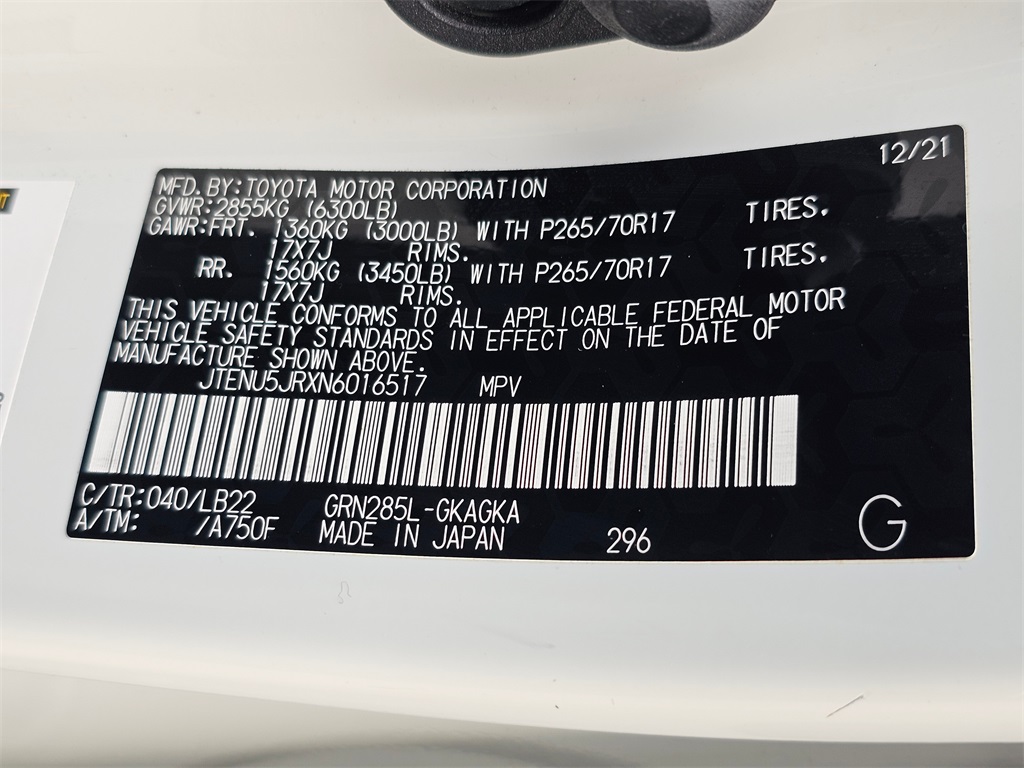 12/21
MFD.BY:TOYOTA MOTOR CORPORATION
GVWR:2855KG (6300LB)
GAWR:FRT. 1360KG (3000LB) WITH P265/70R17 TIRES.
17X7J RIMS.
RR. 1560KG (3450LB) WITH P265/70R17 TIRES.
17X7J RIMS.
THIS VEHICLE CONFORMS TO ALL APPLICABLE FEDERAL MOTOR
VEHICLE SAFETY STANDARDS IN EFFECT ON THE DATE OF
MANUFACTURE SHOWN ABOVE.
JTENU5JRXN6016517 MPV
C/TR:040/LB22 GRN285L-GKAGKA
A/TM: /A750F MADE IN JAPAN 296 G